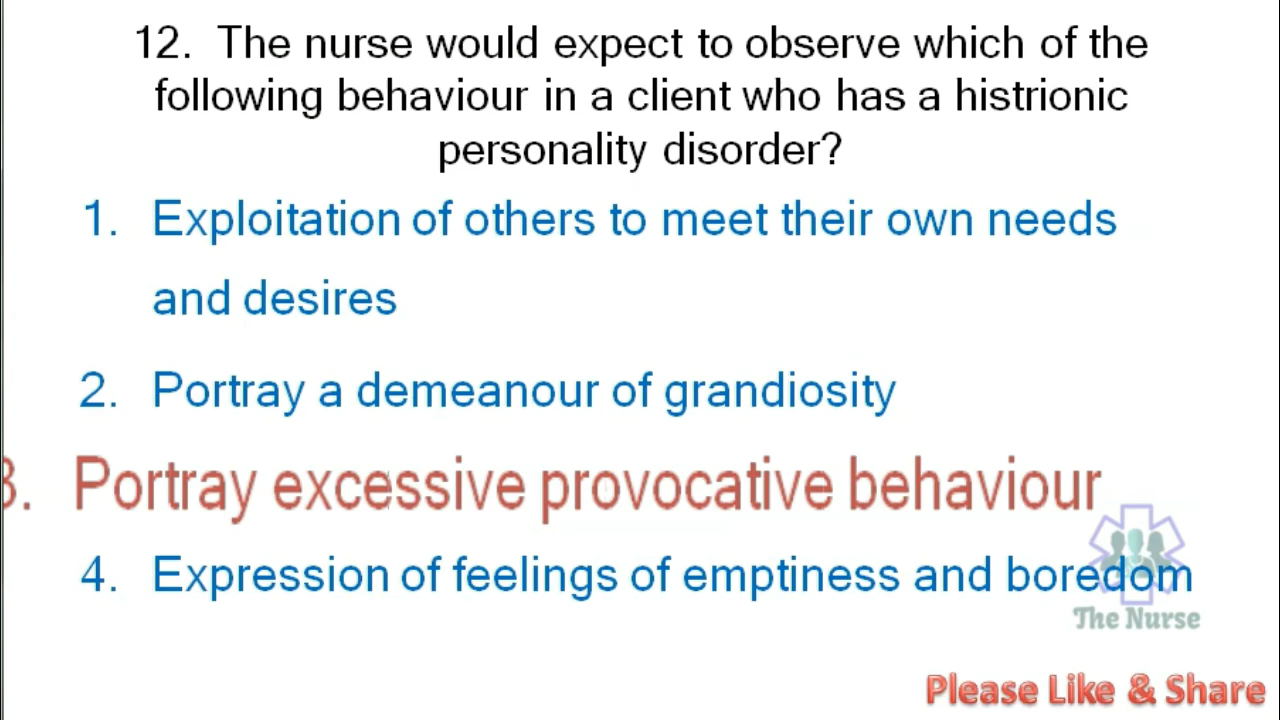 12. The nurse would expect to observe which of the
following behaviour in a client who has a histrionic
personality disorder?
1. Exploitation of others to meet their own needs
and desires
2. Portray a demeanour of grandiosity
3. Portray excessive provocative behaviour
4. Expression of feelings of emptiness and boredom
The Nurse
Please Like & Share